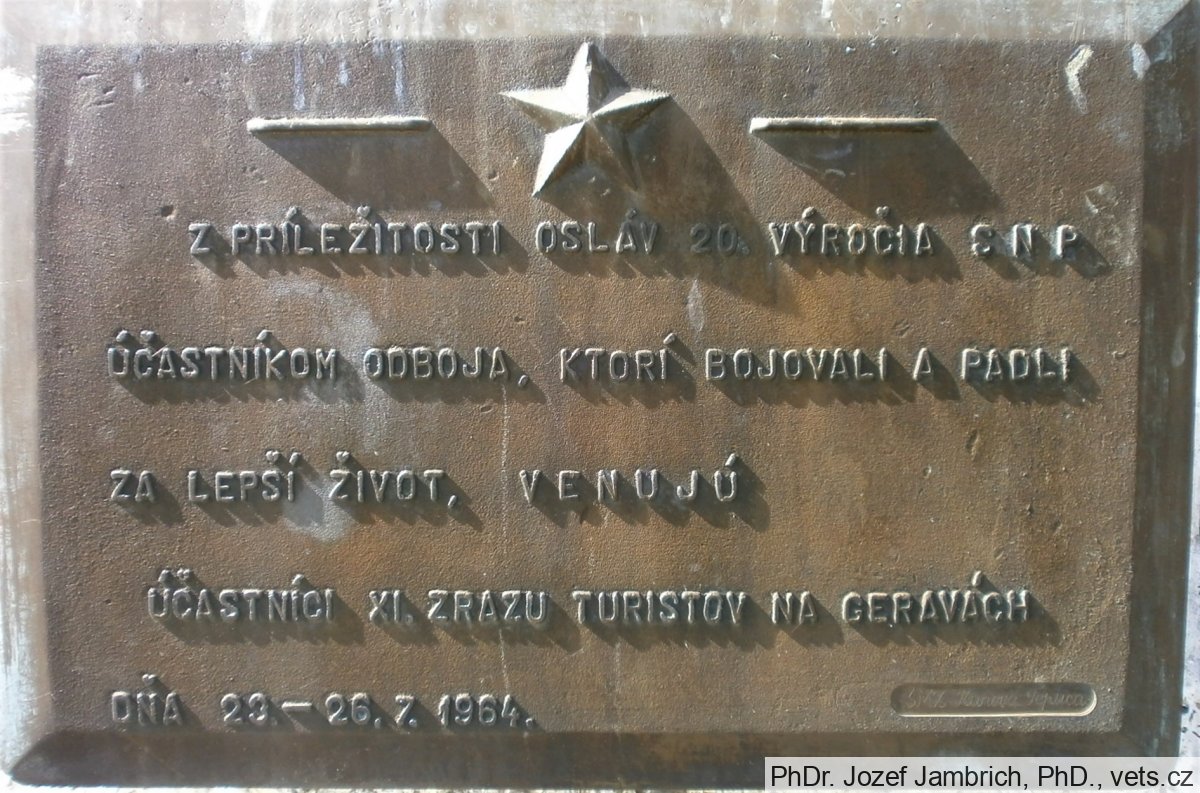 Z PRÍLEŽITOSTI OSLÁV 20. VÝROČIA S N P
ÚČASTNÍKOM ODBOJA, KTORÍ BOJOVALI A PADLI
ZA LEPŠÍ ŽIVOT, VENUJÚ
ÚČASTNÍCI XI. ZRAZU TURISTOV NA GERAVÁCH
DŇA 23.—26. 7. 1964.
PhDr. Jozef Jambrich, PhD., vets.cz